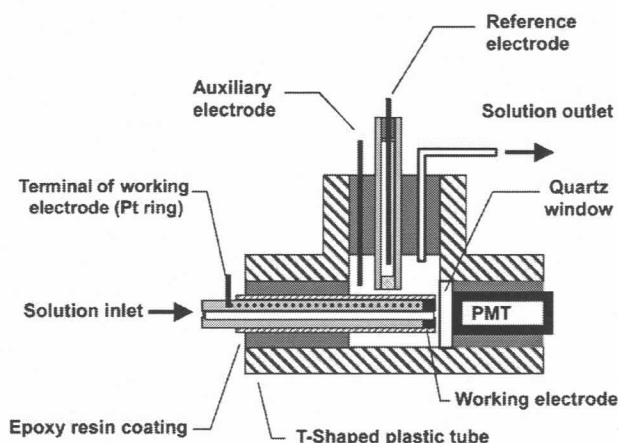 Reference
electrode
Auxiliary
electrode
Solution outlet
Terminal of working
electrode (Pt ring)
Quartz
window
Solution inlet
PMT
Working electrode
Epoxy resin coating
T-Shaped plastic tube